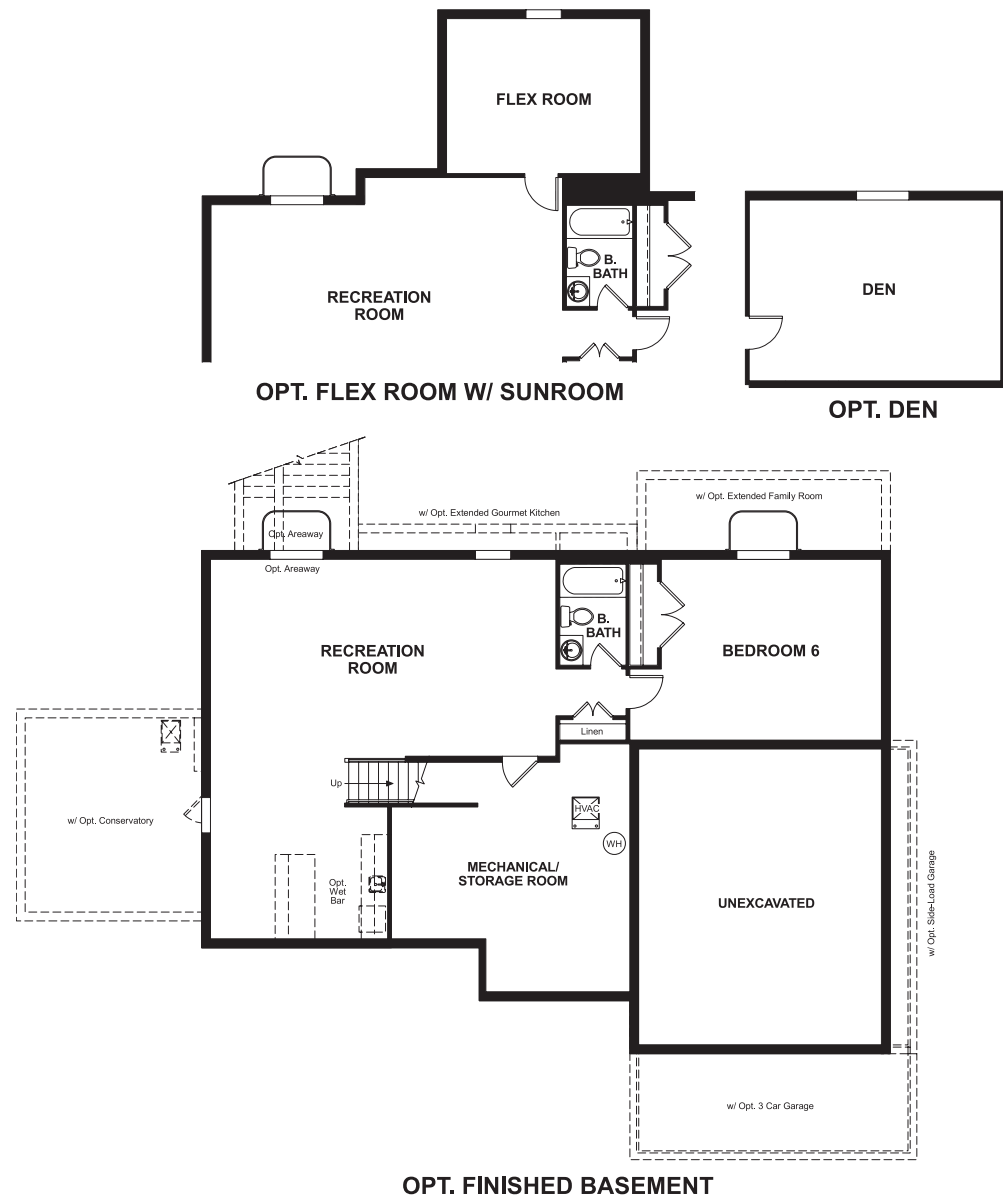 FLEX ROOM
B.
BATH
RECREATION
ROOM
DEN
OPT. FLEX ROOM W/ SUNROOM
OPT. DEN
w/ Opt. Extended Family Room
w/ Opt. Extended Gourmet Kitchen
Opt. Areaway
Opt. Areaway
B.
BATH
RECREATION
ROOM
BEDROOM 6
Linen
Up
HVAC
w/ Opt. Conservatory
WH
MECHANICAL/
STORAGE ROOM
Opt.
Wet
Bar
UNEXCAVATED
w/ Opt. Side-Load Garage
w/ Opt. 3 Car Garage
OPT. FINISHED BASEMENT